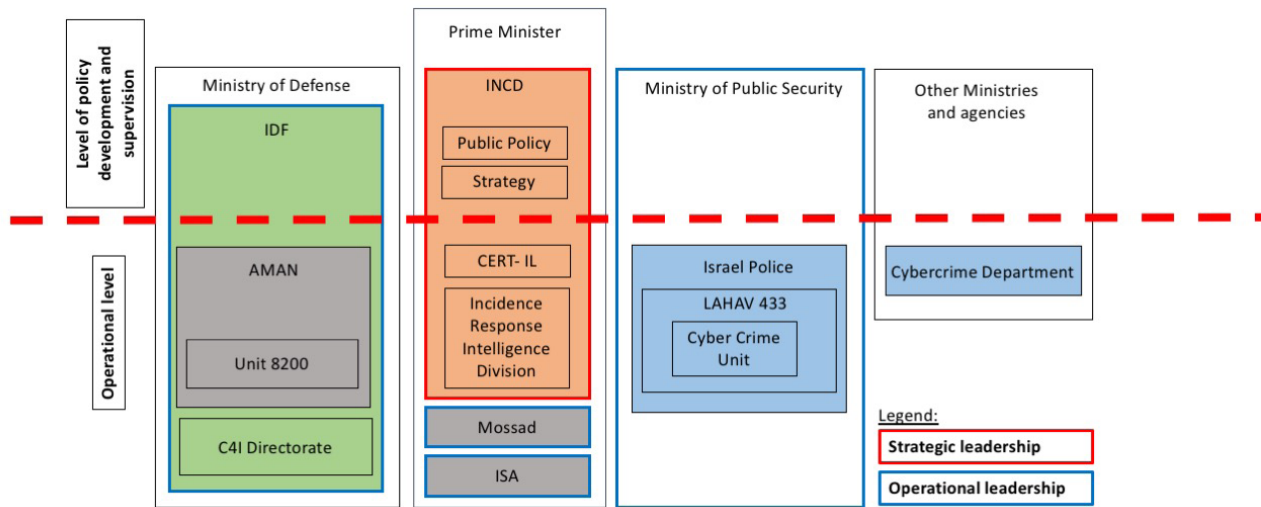 Level of policy
development and
supervision
Operational level
Ministry of Defense
IDF
AMAN
Unit 8200
C4I Directorate
Prime Minister
INCD
Public Policy
Strategy
CERT- IL
Incidence
Response
Intelligence
Division
Mossad
ISA
Ministry of Public Security
Israel Police
LAHAV 433
Cyber Crime
Unit
Other Ministries
and agencies
Cybercrime Department
Legend:
Strategic leadership
Operational leadership